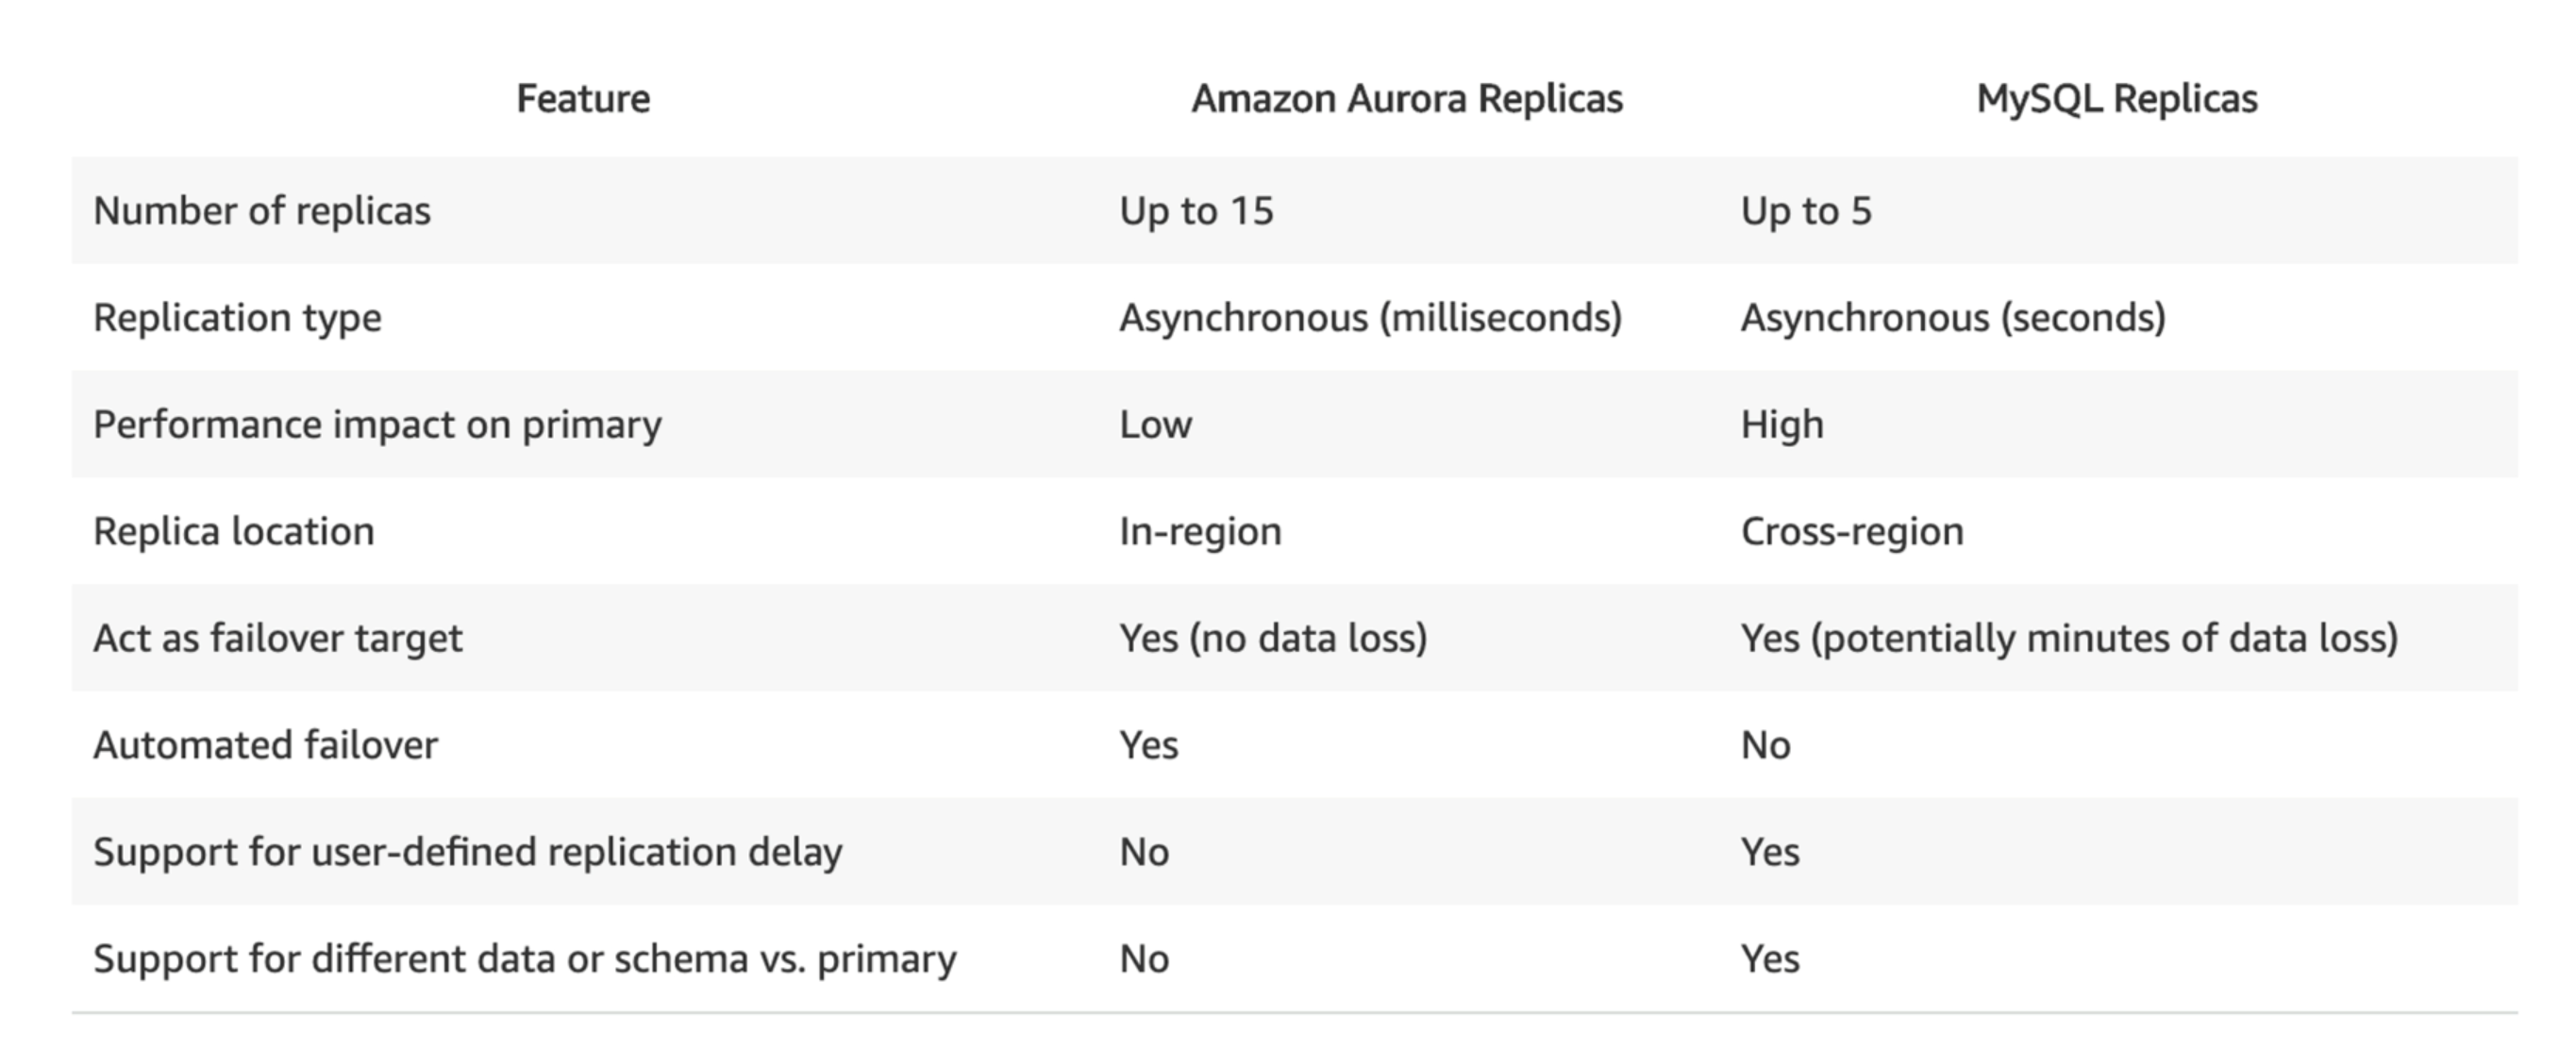 Feature Amazon Aurora Replicas MySQL Replicas
Number of replicas Up to 15 Up to 5
Replication type Asynchronous (milliseconds) Asynchronous (seconds)
Performance impact on primary Low High
Replica location In-region Cross-region
Act as failover target Yes (no data loss) Yes (potentially minutes of data loss)
Automated failover Yes No
Support for user-defined replication delay No Yes
Support for different data or schema vs. primary No Yes